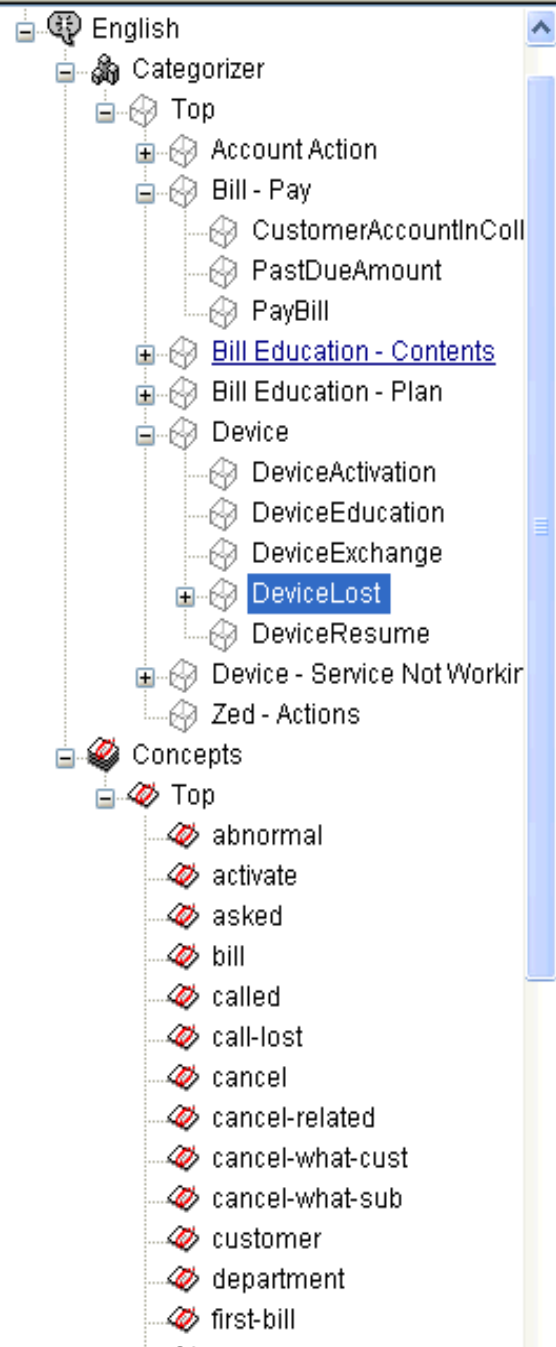 English
Categorizer
Top
Account Action
Bill - Pay
CustomerAccountInColl
PastDueAmount
PayBill
Bill Education - Contents
Bill Education - Plan
Device
DeviceActivation
DeviceEducation
DeviceExchange
DeviceLost
DeviceResume
Device - Service Not Workin
Zed - Actions
Concepts
Top
abnormal
activate
asked
bill
called
call-lost
cancel
cancel-related
cancel-what-cust
cancel-what-sub
customer
department
first-bill